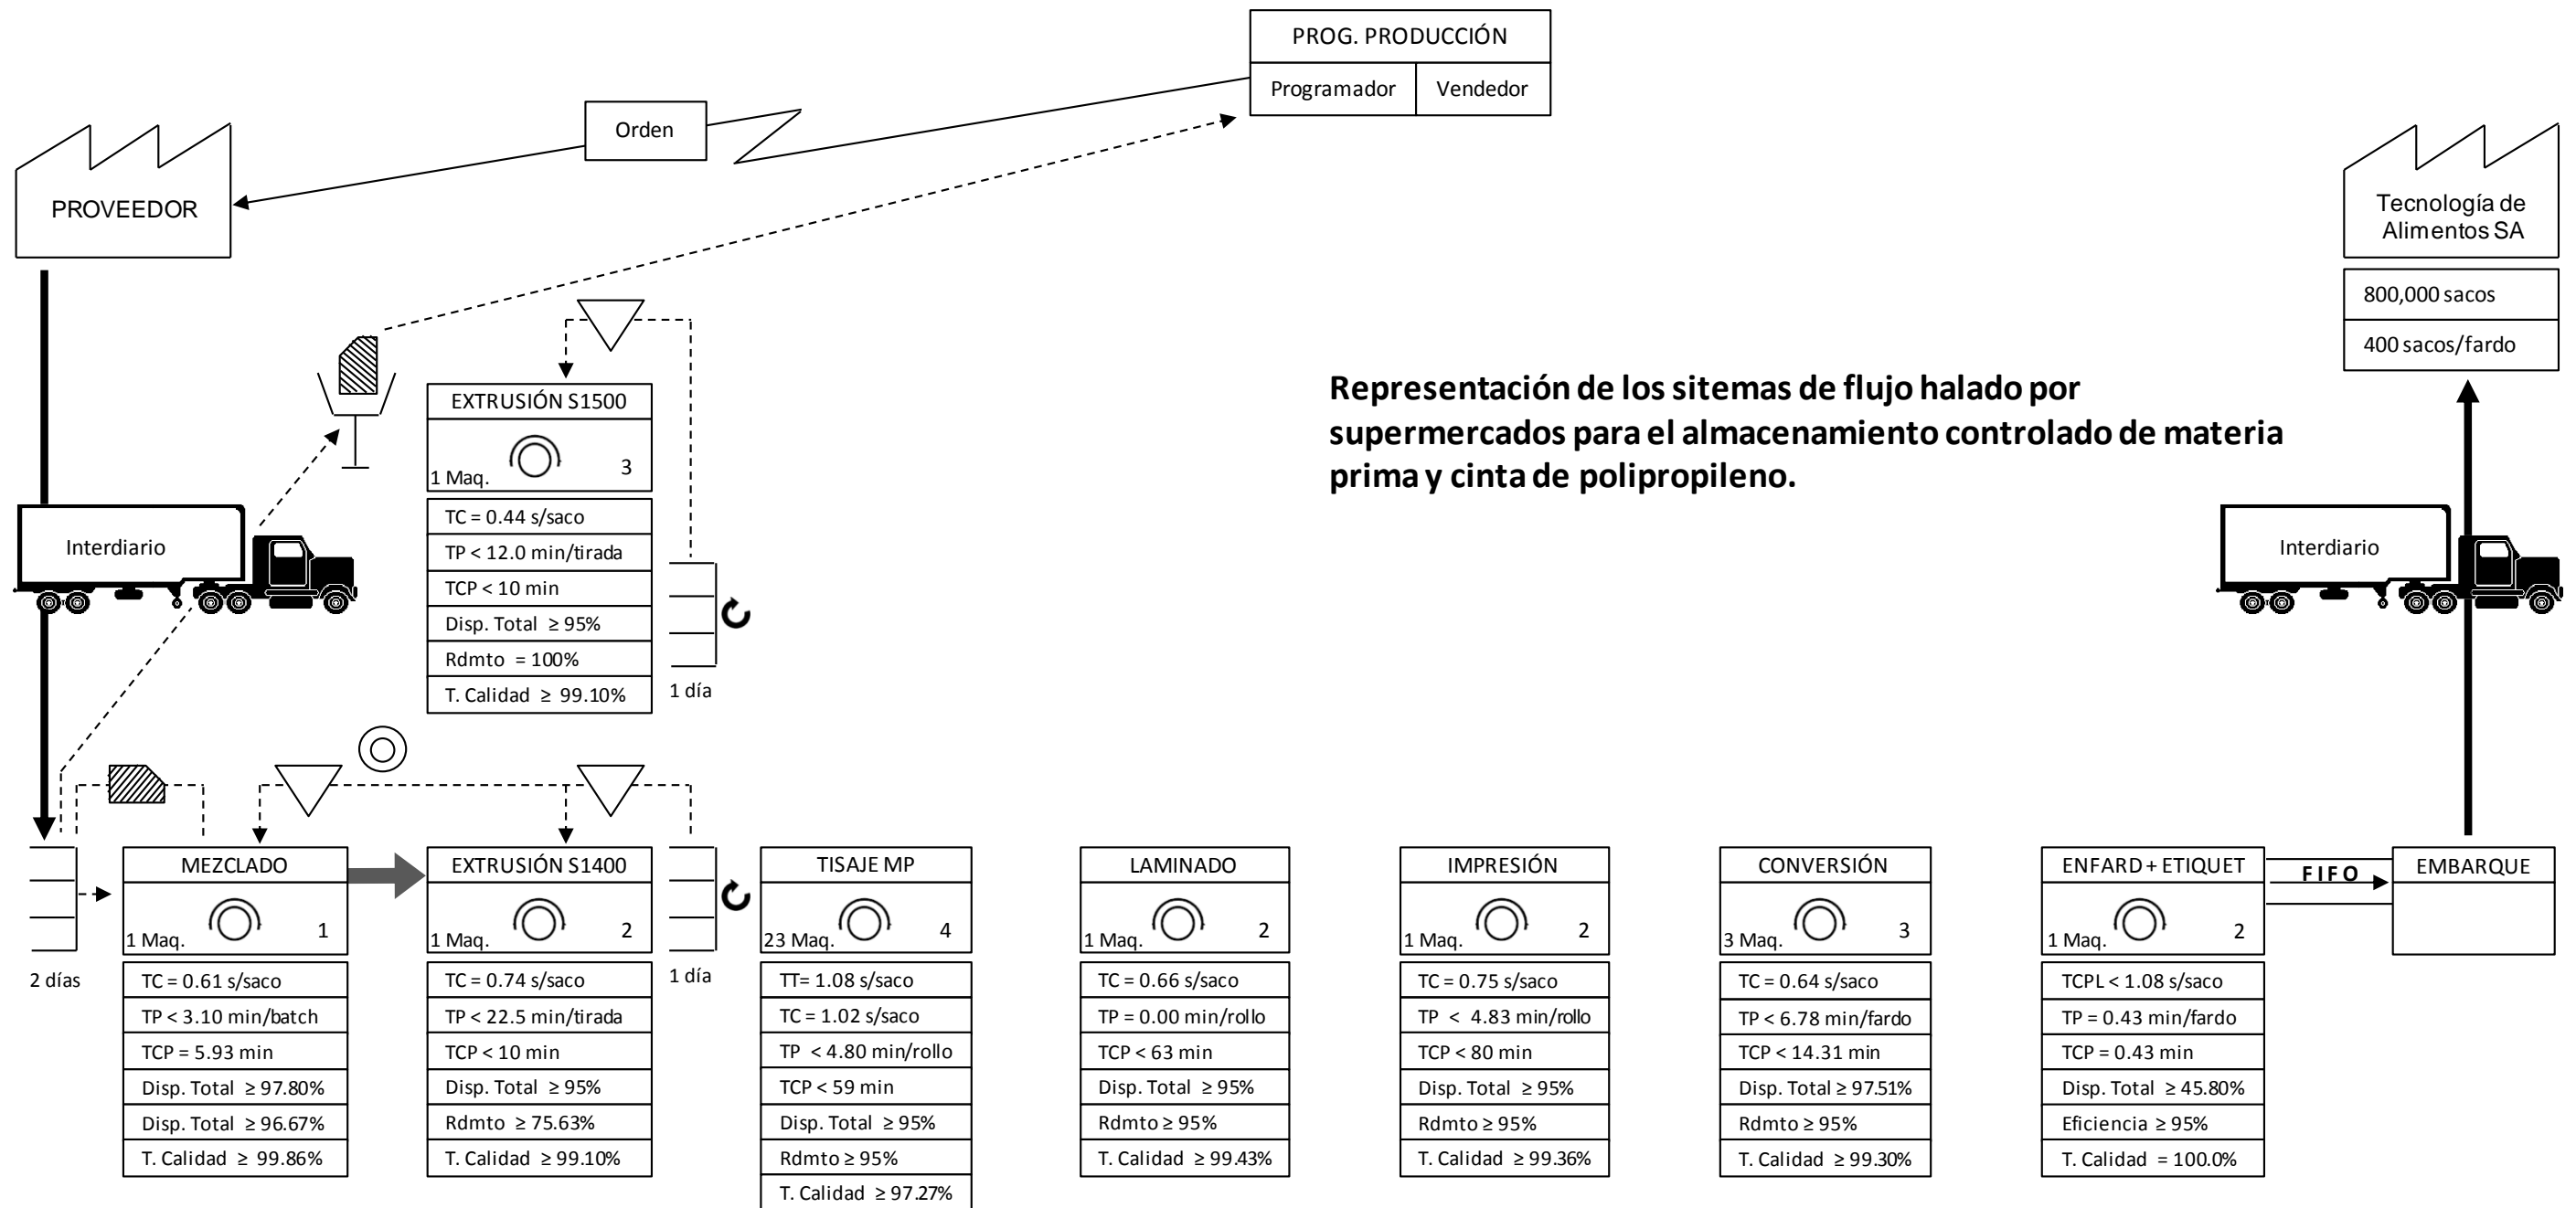 PROG. PRODUCCIÓN
Programador
Vendedor
Orden
PROVEEDOR
Tecnología de
Alimentos SA
800,000 sacos
400 sacos/fardo
Representación de los sitemas de flujo halado por
supermercados para el almacenamiento controlado de materia
prima y cinta de polipropileno.
EXTRUSIÓN S1500
1 Maq.
3
TC = 0.44 s/saco
TP < 12.0 min/tirada
TCP < 10 min
Disp. Total ≥ 95%
Rdmto = 100%
T. Calidad ≥ 99.10%
1 día
Interdiario
Interdiario
2 días
MEZCLADO
1 Maq.
1
TC = 0.61 s/saco
TP < 3.10 min/batch
TCP = 5.93 min
Disp. Total ≥ 97.80%
Disp. Total ≥ 96.67%
T. Calidad ≥ 99.86%
EXTRUSIÓN S1400
1 Maq.
2
TC = 0.74 s/saco
TP < 22.5 min/tirada
TCP < 10 min
Disp. Total ≥ 95%
Rdmto ≥ 75.63%
T. Calidad ≥ 99.10%
1 día
TISAJE MP
23 Maq.
4
TT= 1.08 s/saco
TC = 1.02 s/saco
TP < 4.80 min/rollo
TCP < 59 min
Disp. Total ≥ 95%
Rdmto ≥ 95%
T. Calidad ≥ 97.27%
LAMINADO
1 Maq.
2
TC = 0.66 s/saco
TP = 0.00 min/rollo
TCP < 63 min
Disp. Total ≥ 95%
Rdmto ≥ 95%
T. Calidad ≥ 99.43%
IMPRESIÓN
1 Maq.
2
TC = 0.75 s/saco
TP < 4.83 min/rollo
TCP < 80 min
Disp. Total ≥ 95%
Rdmto ≥ 95%
T. Calidad ≥ 99.36%
CONVERSIÓN
3 Maq.
3
TC = 0.64 s/saco
TP < 6.78 min/fardo
TCP < 14.31 min
Disp. Total ≥ 97.51%
Rdmto ≥ 95%
T. Calidad ≥ 99.30%
ENFARD + ETIQUET
1 Maq.
2
TCPL < 1.08 s/saco
TP = 0.43 min/fardo
TCP = 0.43 min
Disp. Total ≥ 45.80%
Eficiencia ≥ 95%
T. Calidad = 100.0%
FIFO
EMBARQUE